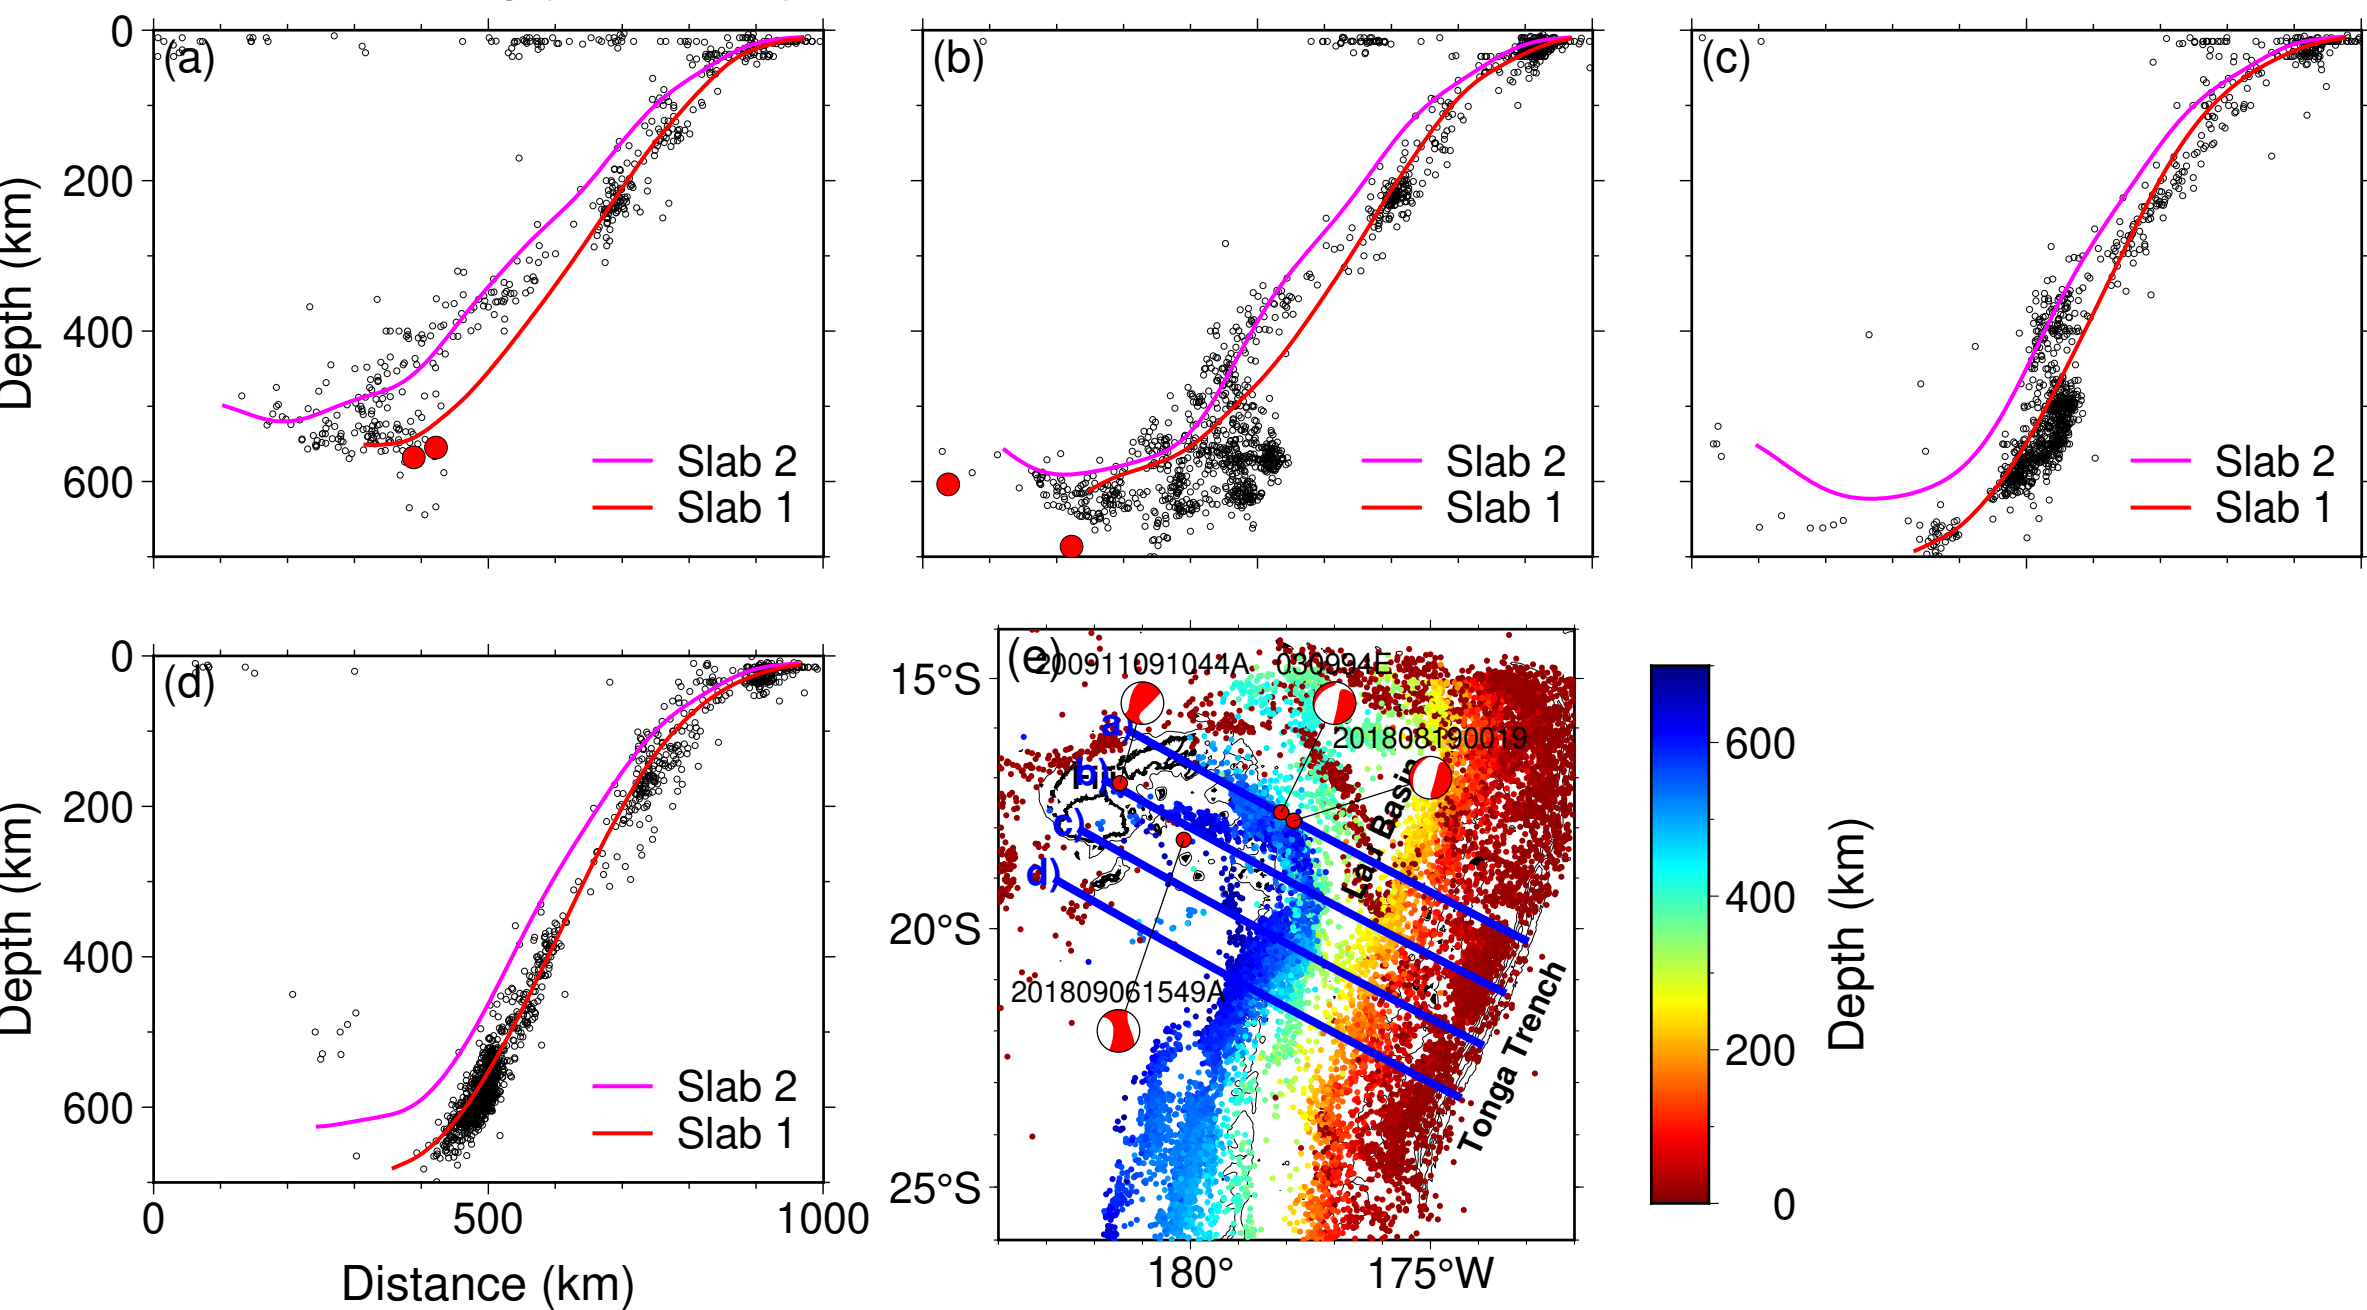 0
200
400
600
Depth (km)
(a)
Slab 2
Slab 1
(b)
Slab 2
Slab 1
(c)
Slab 2
Slab 1
0
200
400
600
Depth (km)
(d)
Slab 2
Slab 1
0
500
1000
Distance (km)
(e)
200911091044A
030994E
201808190019
a)
b)
c)
d)
Lau Basin
201809061549A
Tonga Trench
15°S
20°S
25°S
180°
175°W
600
400
200
0
Depth (km)